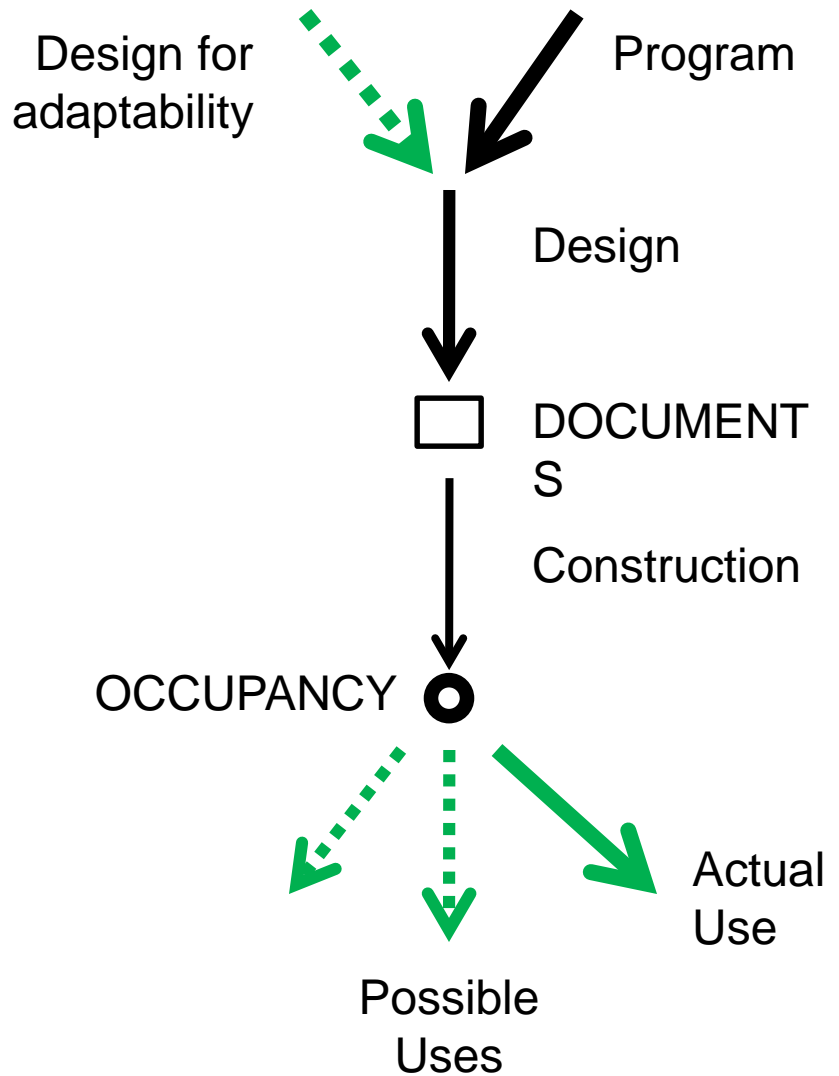 Design for
adaptability
Program
Design
DOCUMENT
S
Construction
OCCUPANCY
Actual
Use
Possible
Uses